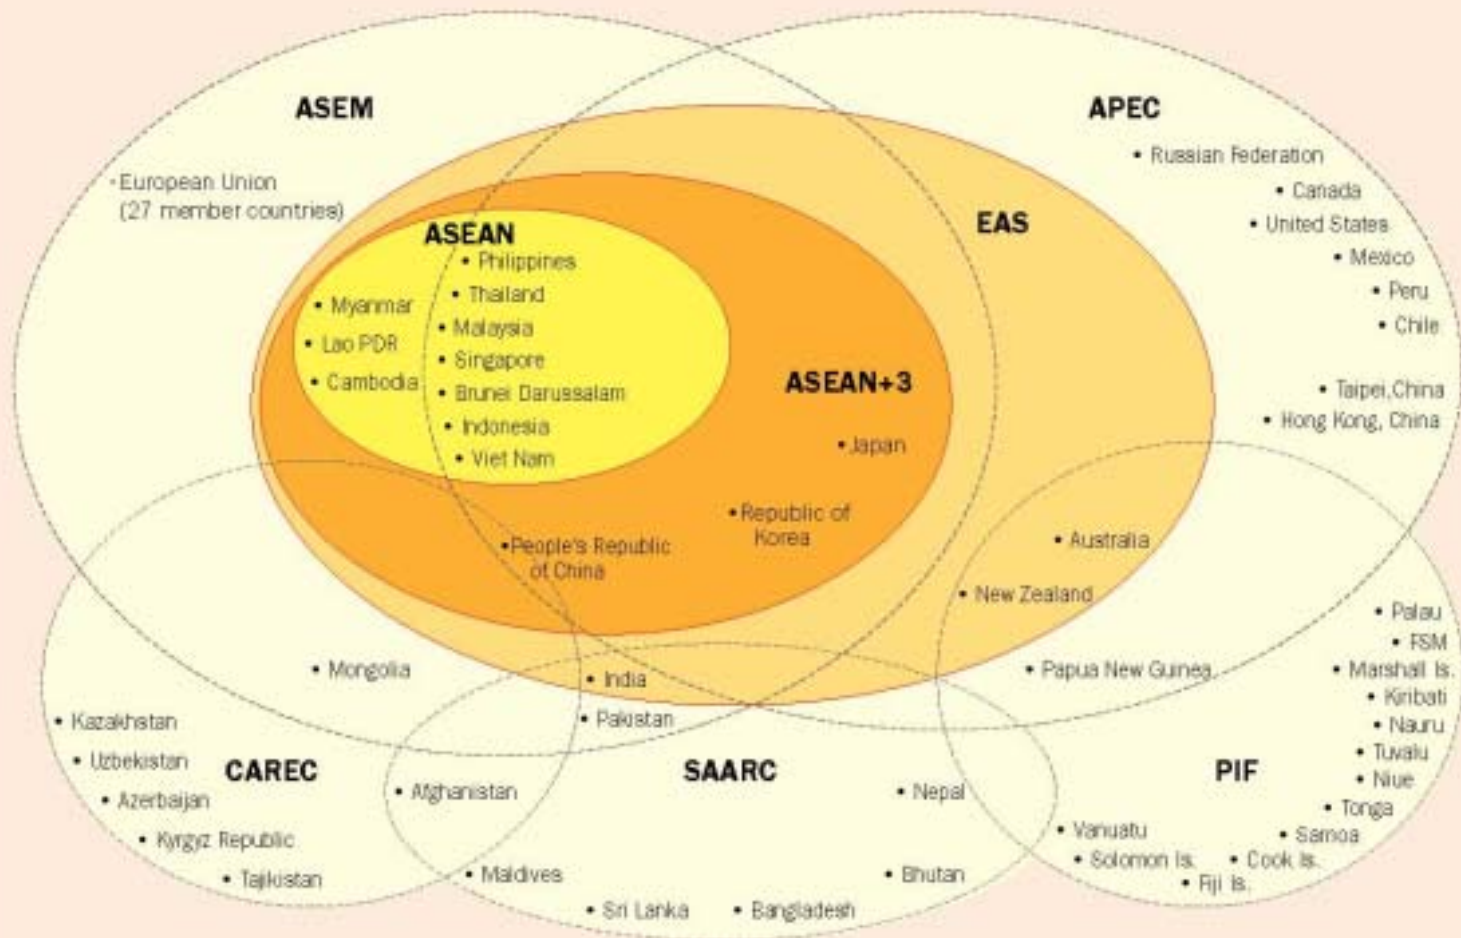 ASEM
APEC
• Russian Federation
• European Union
(27 member countries)
• Canada
EAS
• United States
ASEAN
• Mexico
• Philippines
• Peru
• Thailand
• Myanmar
• Chile
• Malaysia
• Lao PDR
• Singapore
ASEAN+3
• Cambodia
• Taipei,China
• Brunei Darussalam
• Hong Kong, China
• Indonesia
• Japan
• Viet Nam
• Republic of
Korea
• People's Republic
of China
• Australia
• New Zealand
• Palau
• FSM
• Mongolia
• India
• Papua New Guinea
• Marshall Is.
• Kiribati
• Pakistan
• Kazakhstan
• Nauru
• Tuvalu
• Uzbekistan
CAREC
SAARC
PIF
• Niue
• Afghanistan
• Nepal
• Azerbaijan
• Tonga
• Vanuatu
• Samoa
• Kyrgyz Republic
• Solomon Is.
• Cook Is.
• Tajikistan
• Maldives
• Bhutan
• Fiji Is.
• Sri Lanka
• Bangladesh